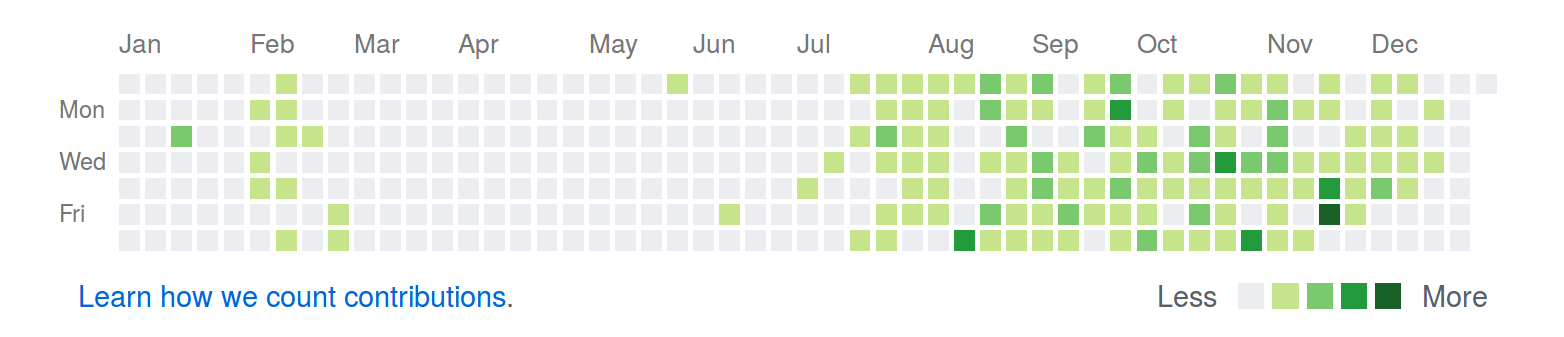 Jan Feb Mar Apr May Jun Jul Aug Sep Oct Nov Dec
Mon
Wed
Fri
Learn how we count contributions. Less More